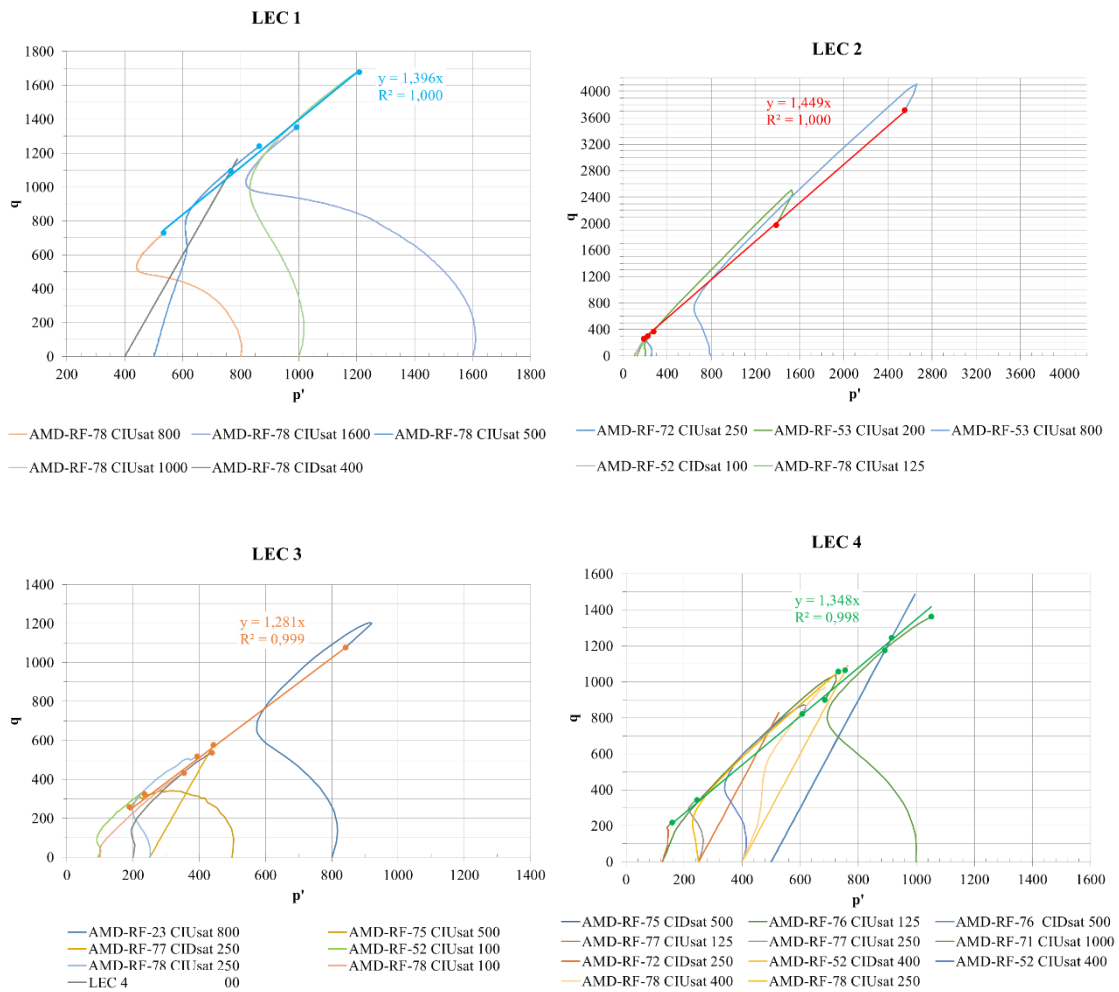 LEC 1
1800
1600
1400
1200
1000
800
600
400
200
0
q
y = 1,396x
R² = 1,000
200 400 600 800 1000 1200 1400 1600 1800
p'
AMD-RF-78 CIUsat 800 AMD-RF-78 CIUsat 1600 AMD-RF-78 CIUsat 500
AMD-RF-78 CIUsat 1000 AMD-RF-78 CIDsat 400
LEC 2
4000
3600
3200
2800
2400
2000
1600
1200
800
400
0
q
y = 1,449x
R² = 1,000
0 400 800 1200 1600 2000 2400 2800 3200 3600 4000
p'
AMD-RF-72 CIUsat 250 AMD-RF-53 CIUsat 200 AMD-RF-53 CIUsat 800
AMD-RF-52 CIDsat 100 AMD-RF-78 CIUsat 125
LEC 3
1400
1200
1000
800
600
400
200
0
q
y = 1,281x
R² = 0,999
0 200 400 600 800 1000 1200 1400
p'
AMD-RF-23 CIUsat 800 AMD-RF-75 CIUsat 500
AMD-RF-77 CIDsat 250 AMD-RF-52 CIUsat 100
AMD-RF-78 CIUsat 250 AMD-RF-78 CIUsat 100
LEC 4 00
LEC 4
1600
1400
1200
1000
800
600
400
200
0
q
y = 1,348x
R² = 0,998
0 200 400 600 800 1000 1200 1400 1600
p'
AMD-RF-75 CIDsat 500 AMD-RF-76 CIUsat 125 AMD-RF-76 CIDsat 500
AMD-RF-77 CIUsat 125 AMD-RF-77 CIUsat 250 AMD-RF-71 CIUsat 1000
AMD-RF-72 CIDsat 250 AMD-RF-52 CIDsat 400 AMD-RF-52 CIUsat 400
AMD-RF-78 CIUsat 400 AMD-RF-78 CIUsat 250